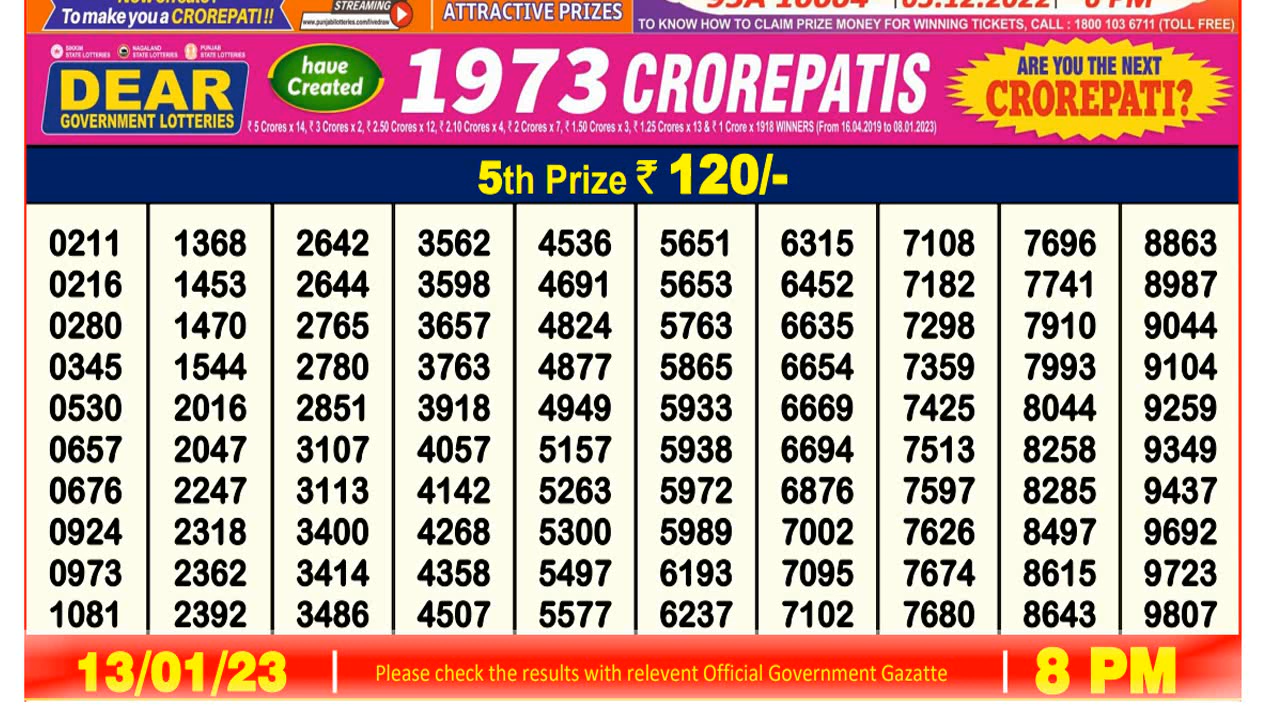 To make you a CROREPATI !!
STREAMING
www.punjablotteries.com/livedraw
ATTRACTIVE PRIZES
TO KNOW HOW TO CLAIM PRIZE MONEY FOR WINNING TICKETS, CALL : 1800 103 6711 (TOLL FREE)
SIKKIM STATE LOTTERIES
NAGALAND STATE LOTTERIES
PUNJAB STATE LOTTERIES
DEAR
GOVERNMENT LOTTERIES
have
Created
1973 CROREPATIS
₹ 5 Crores x 14, ₹ 3 Crores x 2, ₹ 2.50 Crores x 12, ₹ 2.10 Crores x 4, ₹ 2 Crores x 7, ₹ 1.50 Crores x 3, ₹ 1.25 Crores x 13 & ₹ 1 Crore x 1918 WINNERS (From 16.04.2019 to 08.01.2023)
ARE YOU THE NEXT
CROREPATI?
5th Prize ₹ 120/-
0211 1368 2642 3562 4536 5651 6315 7108 7696 8863
0216 1453 2644 3598 4691 5653 6452 7182 7741 8987
0280 1470 2765 3657 4824 5763 6635 7298 7910 9044
0345 1544 2780 3763 4877 5865 6654 7359 7993 9104
0530 2016 2851 3918 4949 5933 6669 7425 8044 9259
0657 2047 3107 4057 5157 5938 6694 7513 8258 9349
0676 2247 3113 4142 5263 5972 6876 7597 8285 9437
0924 2318 3400 4268 5300 5989 7002 7626 8497 9692
0973 2362 3414 4358 5497 6193 7095 7674 8615 9723
1081 2392 3486 4507 5577 6237 7102 7680 8643 9807
13/01/23
Please check the results with relevent Official Government Gazatte
8 PM